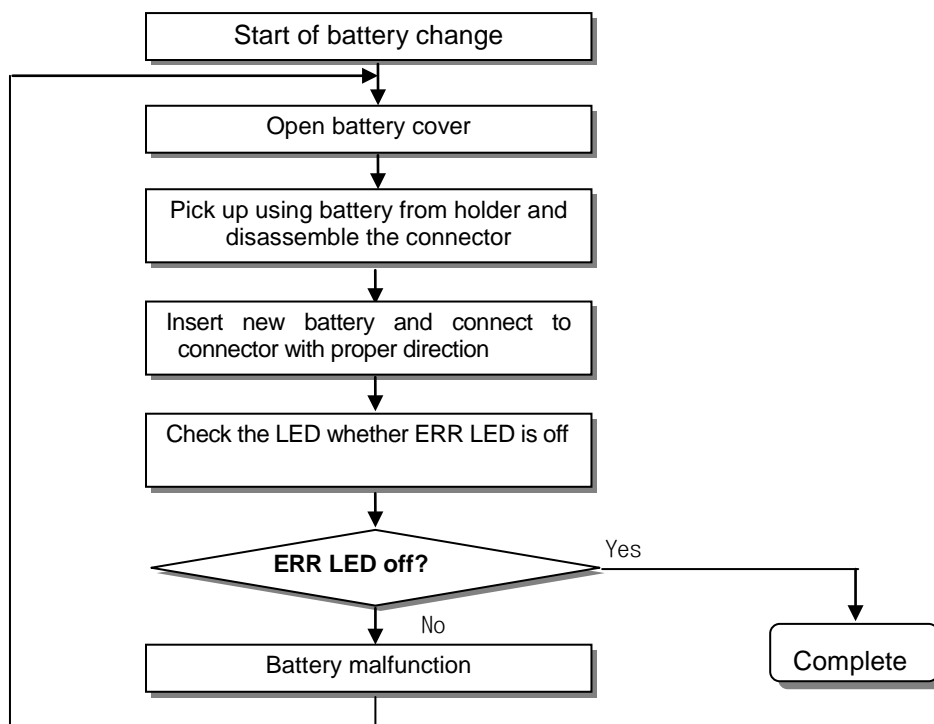 Start of battery change
Open battery cover
Pick up using battery from holder and
disassemble the connector
Insert new battery and connect to
connector with proper direction
Check the LED whether ERR LED is off
ERR LED off?
Yes
No
Battery malfunction
Complete